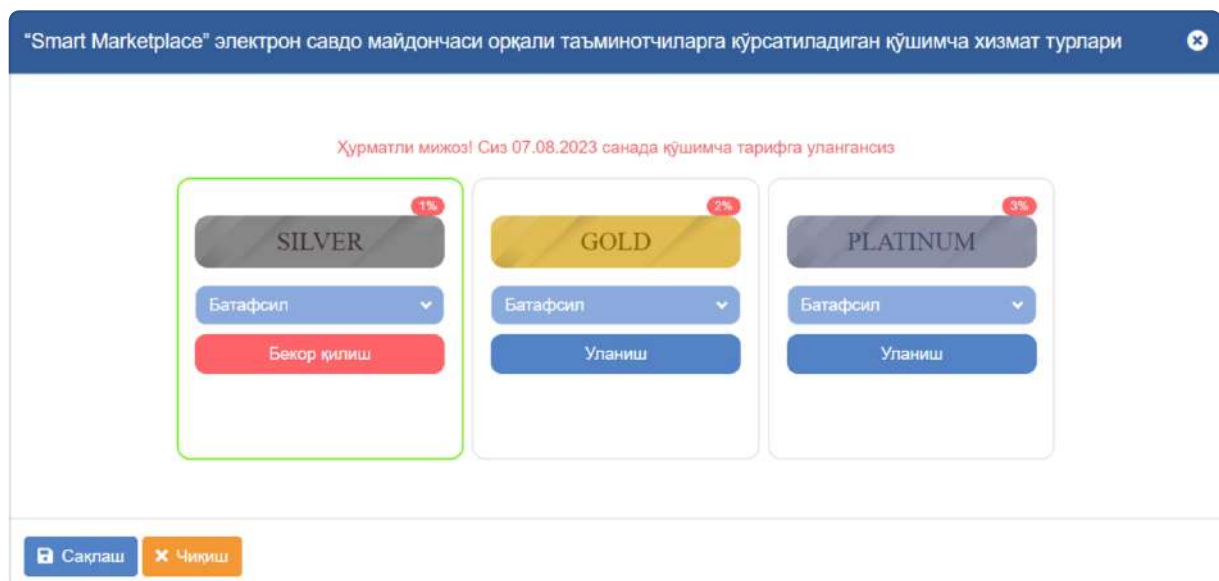 “Smart Marketplace” электрон савдо майдончаси орқали таъминотчиларга кўрсатиладиган қўшимча хизмат турлари
Ҳурматли мижоз! Сиз 07.08.2023 санада қўшимча тарифга улангансиз
1%
SILVER
Батафсил
Бекор қилиш
2%
GOLD
Батафсил
Уланиш
3%
PLATINUM
Батафсил
Уланиш
Сақлаш
Чиқиш